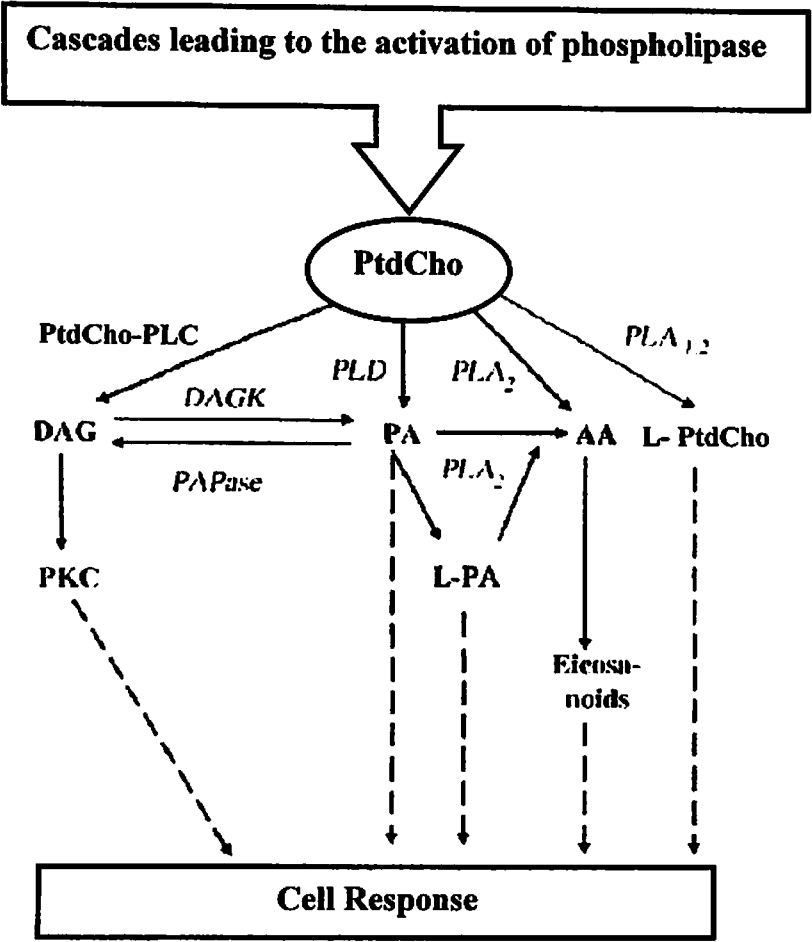 Cascades leading to the activation of phospholipase
PtdCho
PtdCho-PLC
PLD
PLA2
PLA1,2
DAGK
DAG
PA
AA
L- PtdCho
PAPase
PLA2
PKC
L-PA
Eicosa-
noids
Cell Response